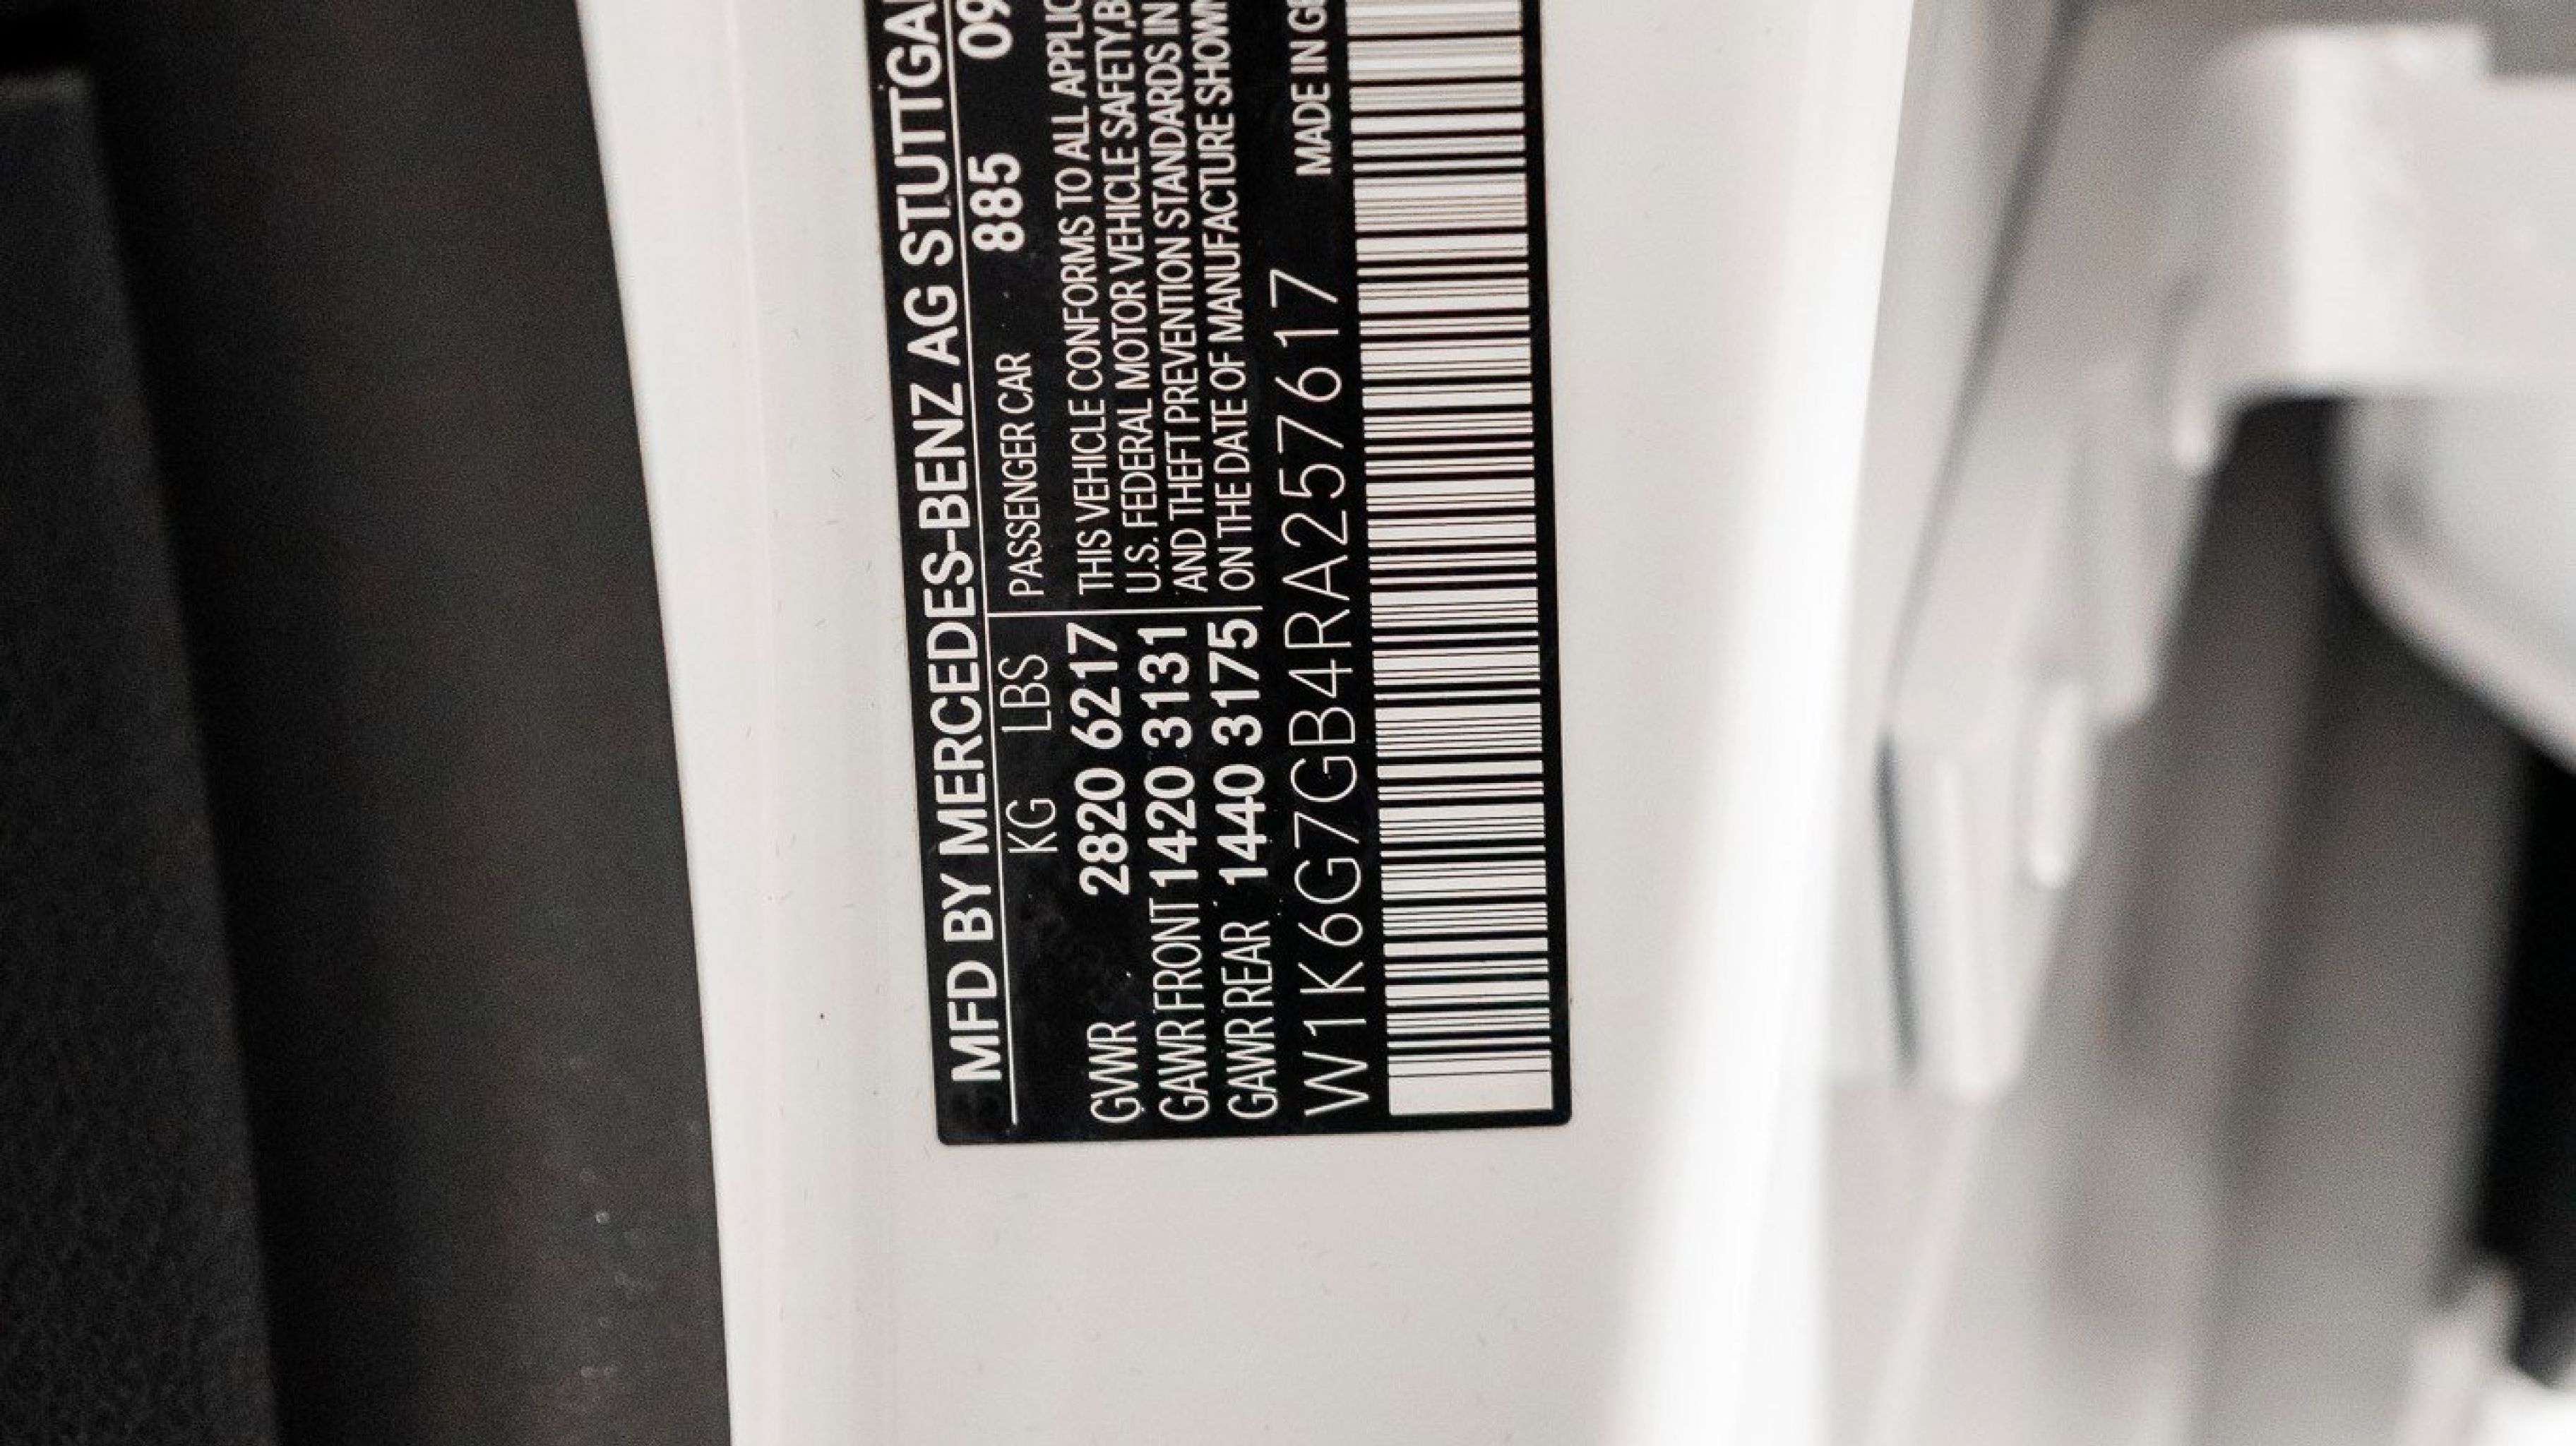 MFD BY MERCEDES-BENZ AG STUTTGA
KG LBS PASSENGER CAR 885 09
GVWR 2820 6217 THIS VEHICLE CONFORMS TO ALL APPLIC
GAWR FRONT 1420 3131 U.S. FEDERAL MOTOR VEHICLE SAFETY,B
GAWR REAR 1440 3175 AND THEFT PREVENTION STANDARDS IN
ON THE DATE OF MANUFACTURE SHOWN
W1K6G7GB4RA257617 MADE IN GE